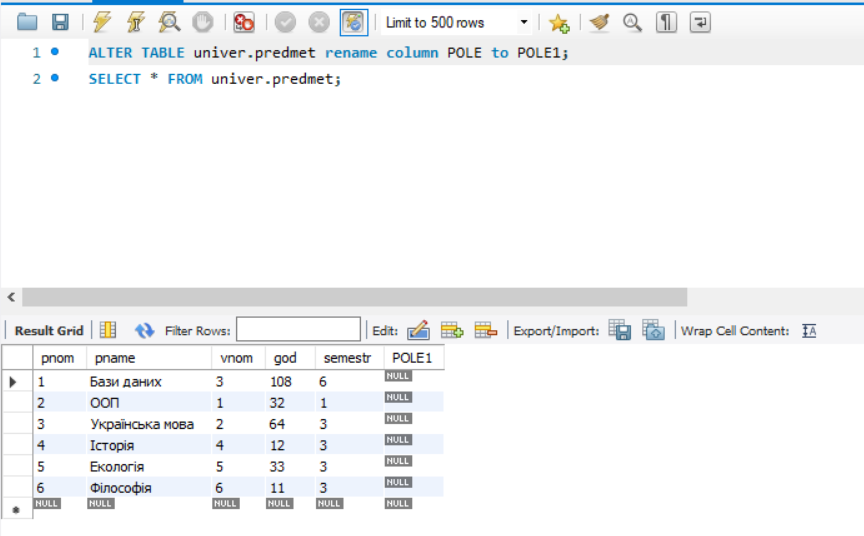 Limit to 500 rows
1 ALTER TABLE univer.predmet rename column POLE to POLE1;
2 SELECT * FROM univer.predmet;
Result Grid Filter Rows: Edit: Export/Import: Wrap Cell Content: IA
pnom pname vnom god semestr POLE1
1 Бази даних 3 108 6 NULL
2 ООП 1 32 1 NULL
3 Українська мова 2 64 3 NULL
4 Історія 4 12 3 NULL
5 Екологія 5 33 3 NULL
6 Філософія 6 11 3 NULL
NULL NULL NULL NULL NULL NULL